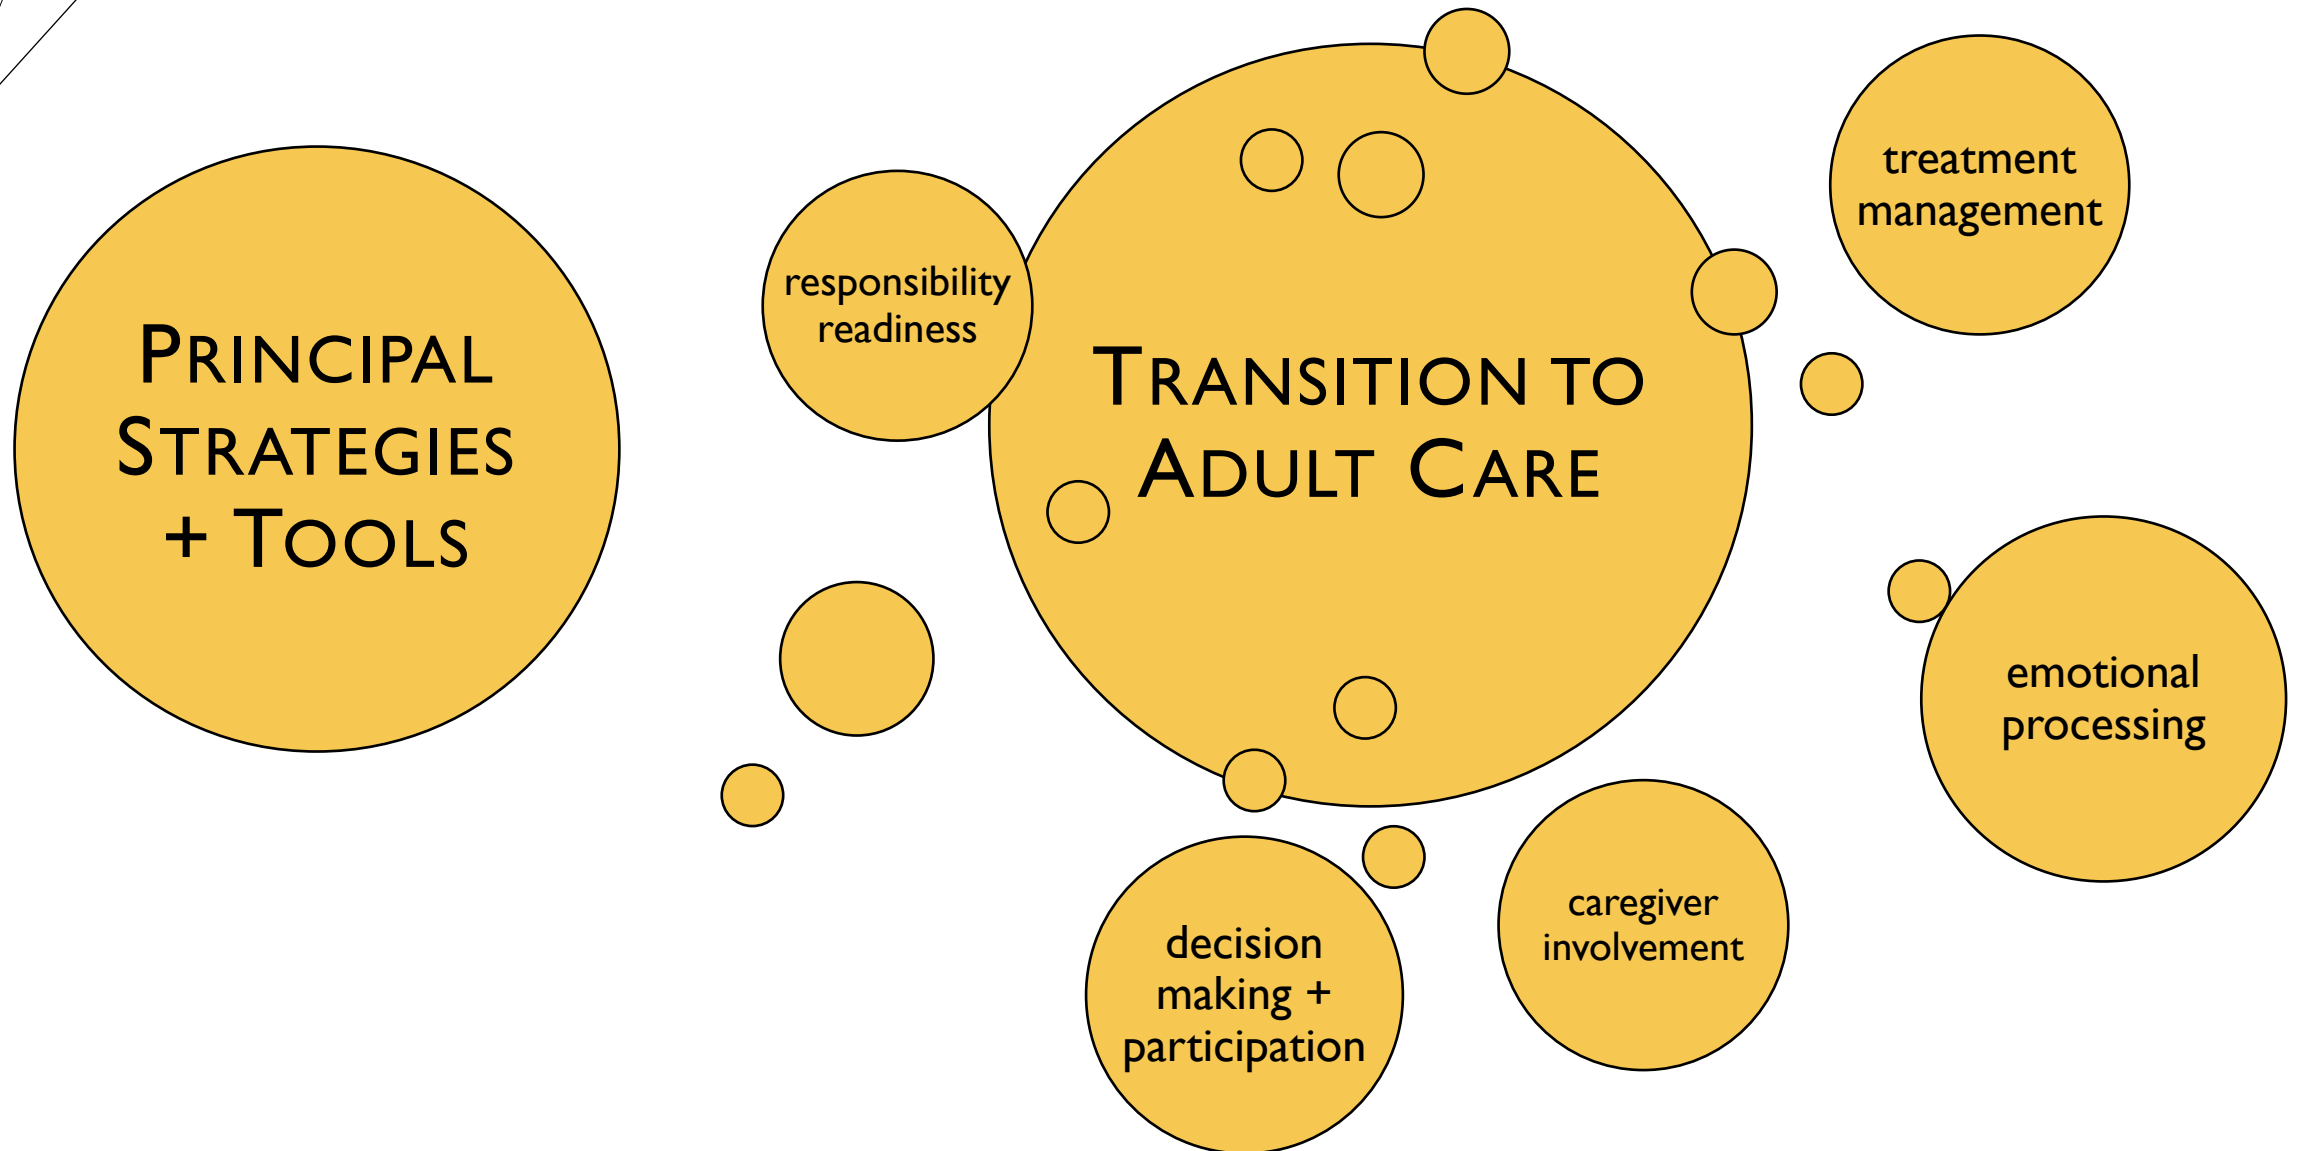 PRINCIPAL
STRATEGIES
+ TOOLS
responsibility
readiness
TRANSITION TO
ADULT CARE
treatment
management
emotional
processing
caregiver
involvement
decision
making +
participation